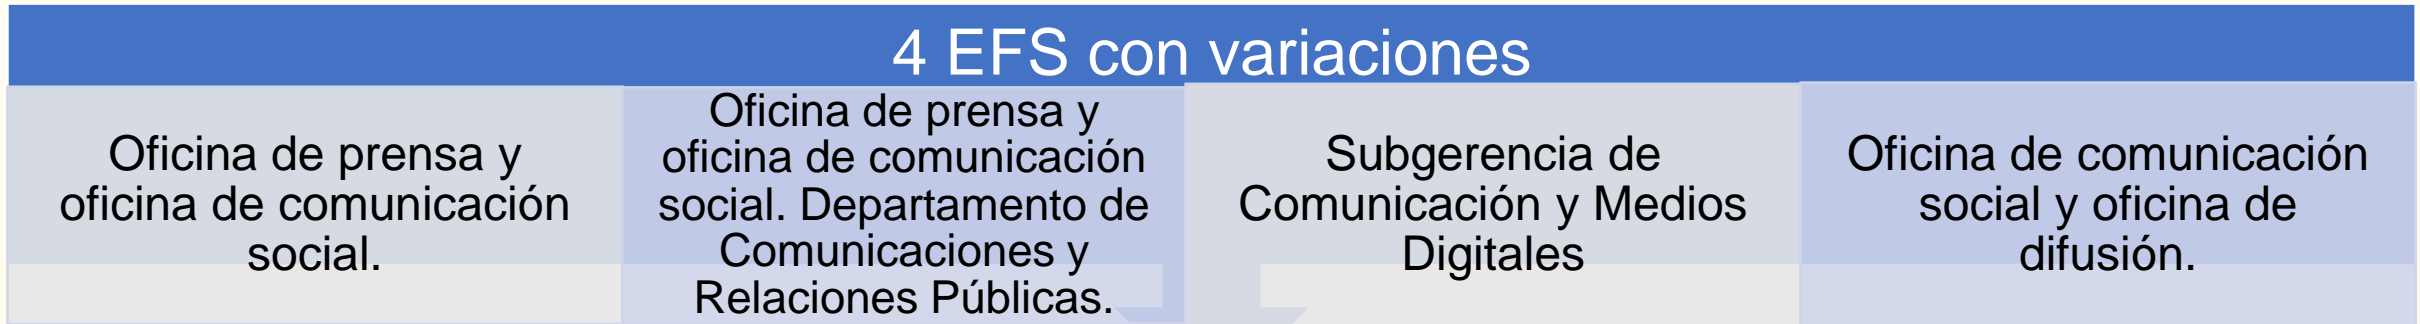 4 EFS con variaciones
Oficina de prensa y
oficina de comunicación
social.
Oficina de prensa y
oficina de comunicación
social. Departamento de
Comunicaciones y
Relaciones Públicas.
Subgerencia de
Comunicación y Medios
Digitales
Oficina de comunicación
social y oficina de
difusión.